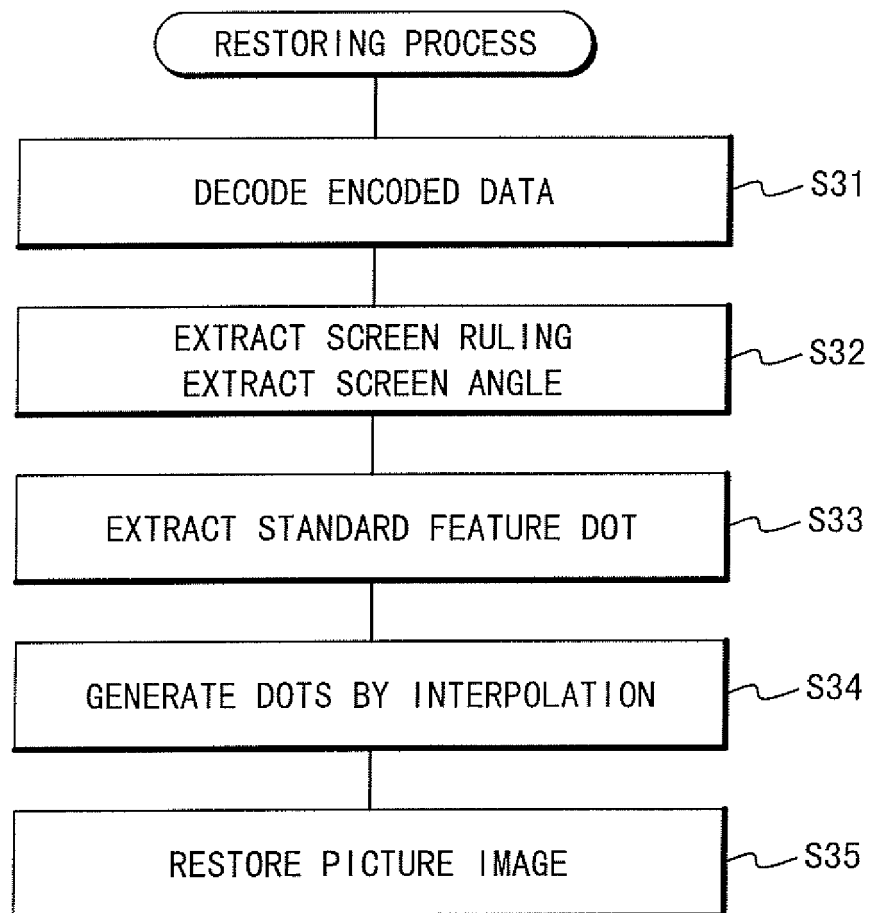 RESTORING PROCESS
DECODE ENCODED DATA
S31
EXTRACT SCREEN RULING
EXTRACT SCREEN ANGLE
S32
EXTRACT STANDARD FEATURE DOT
S33
GENERATE DOTS BY INTERPOLATION
S34
RESTORE PICTURE IMAGE
S35